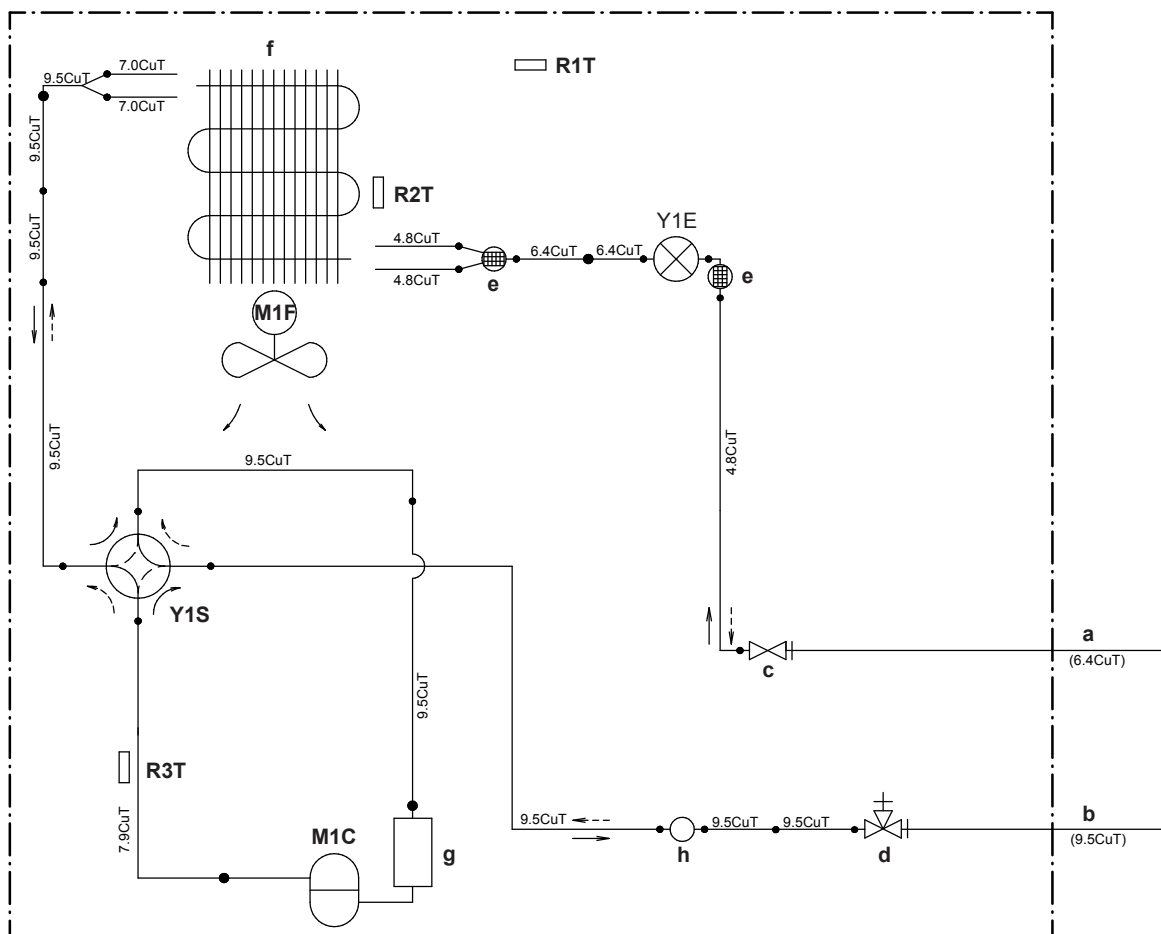 f
7.0CuT
9.5CuT
7.0CuT
R1T
9.5CuT
R2T
9.5CuT
Y1E
4.8CuT
6.4CuT
6.4CuT
4.8CuT
e
e
M1F
9.5CuT
9.5CuT
4.8CuT
Y1S
a
(6.4CuT)
c
9.5CuT
R3T
7.9CuT
M1C
g
9.5CuT
h
9.5CuT
9.5CuT
d
b
(9.5CuT)